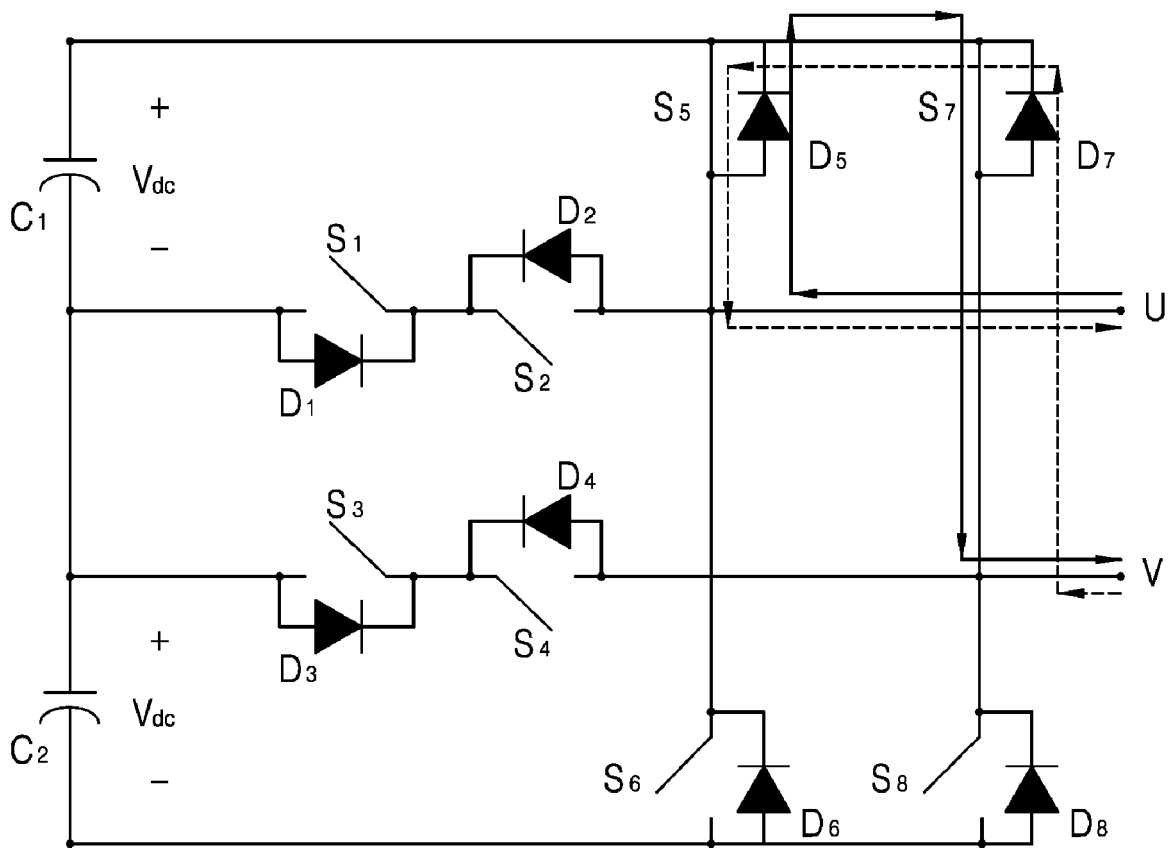 S5
S7
+
D5
D7
Vdc
C1
D2
−
S1
U
S2
D1
D4
S3
V
S4
+
D3
Vdc
C2
S6
S8
−
D6
D8